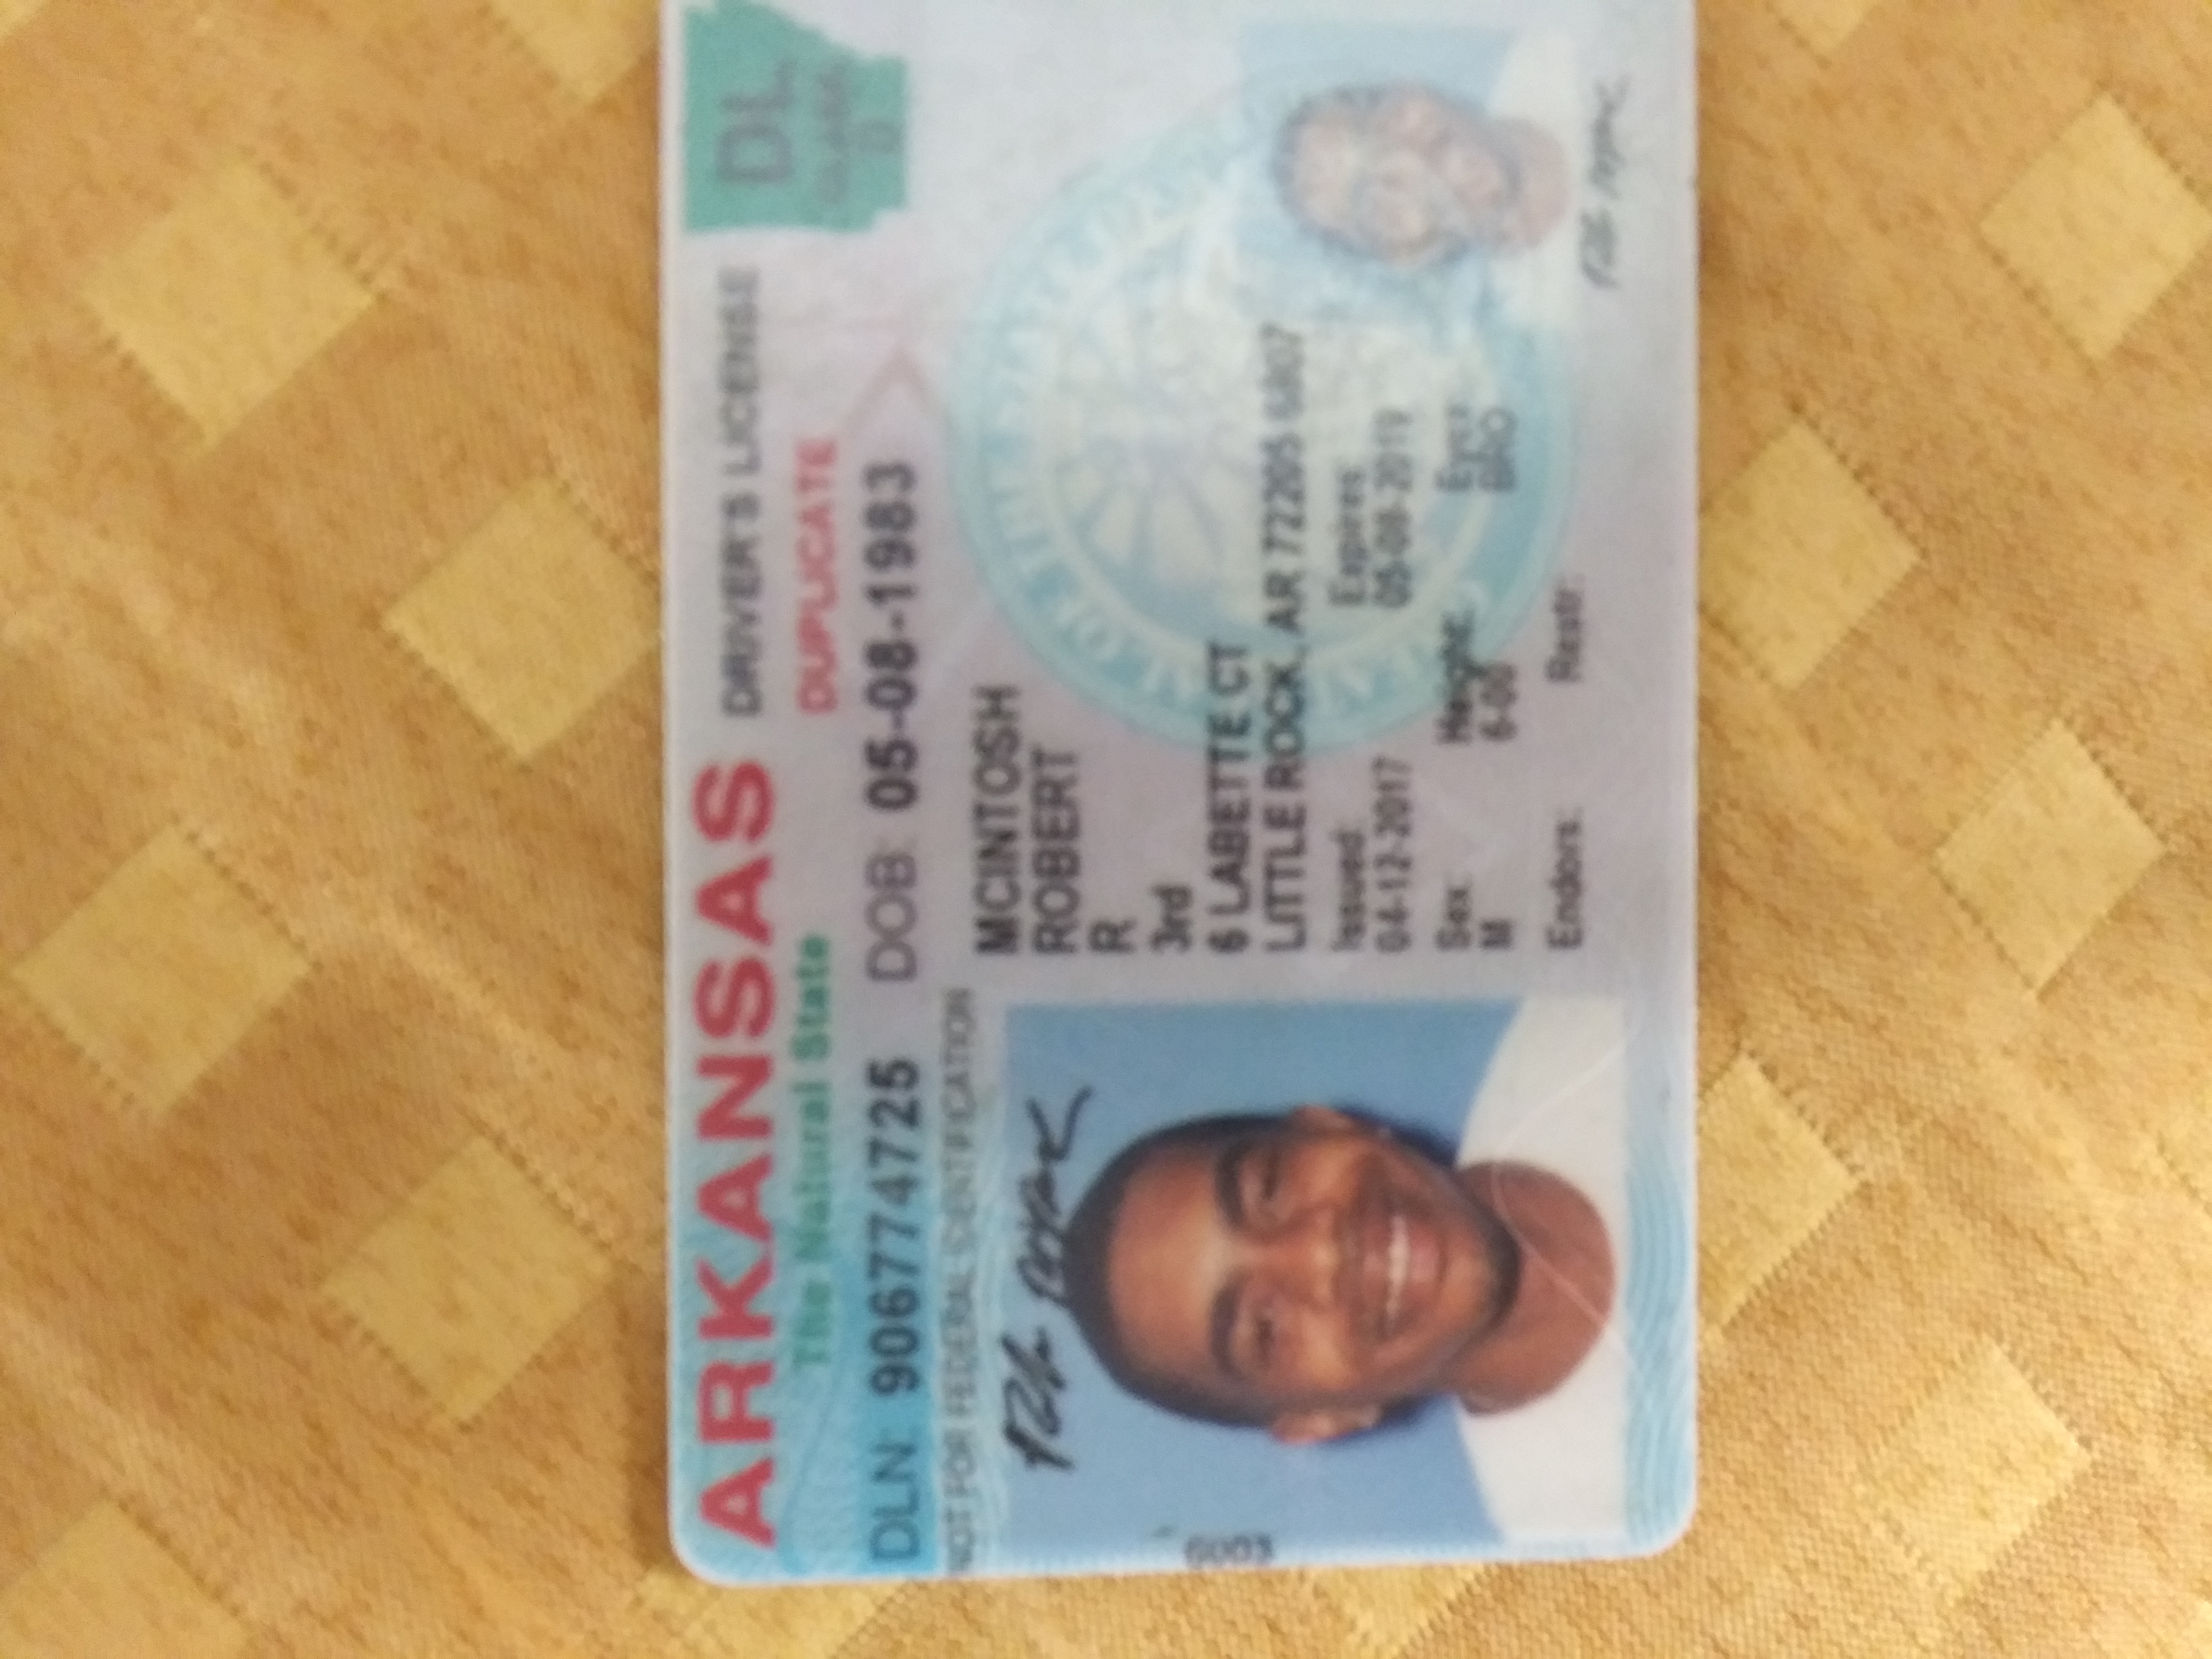 ARKANSAS DRIVER'S LICENSE
The Natural State DUPLICATE
DL
CLASS
D
DLN: 906774725 DOB: 05-08-1983
NOT FOR FEDERAL IDENTIFICATION
MCINTOSH
ROBERT
R
3rd
6 LABETTE CT
LITTLE ROCK, AR 72205 6807
Issued: Expires:
04-12-2017 05-08-2019
Sex: Height: Eyes:
M 6-00 BRO
Endors: Restr: